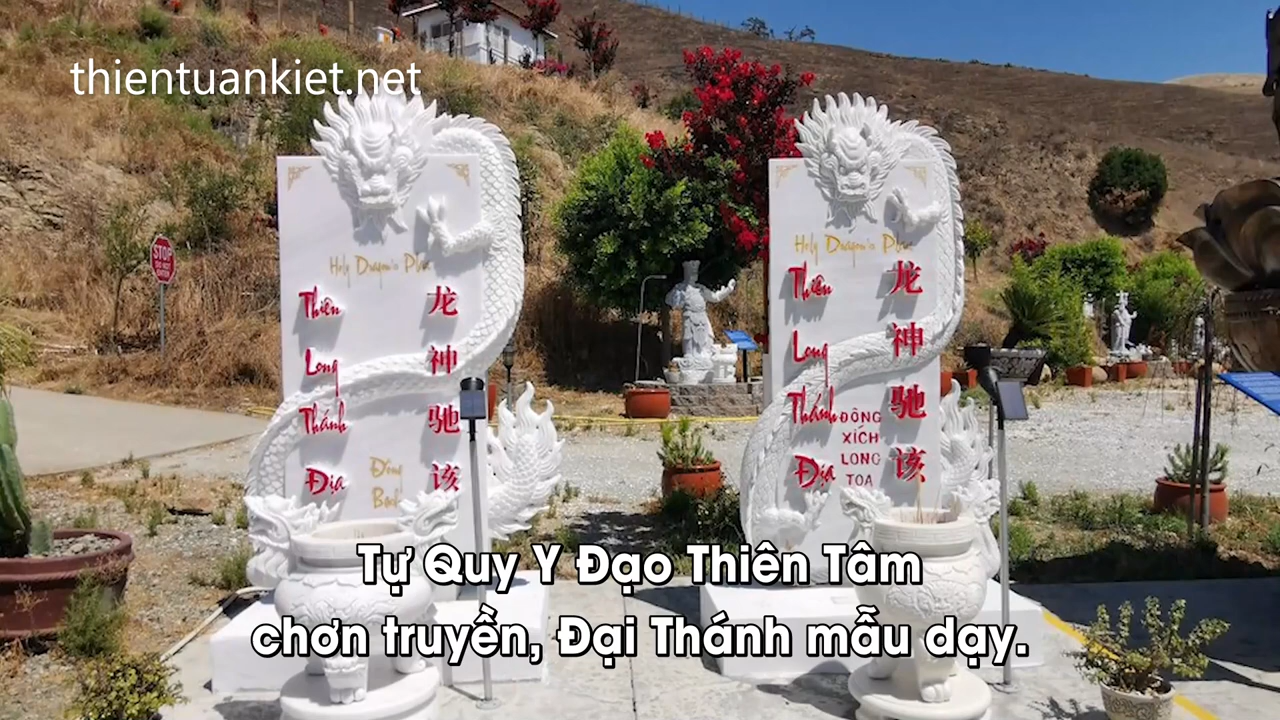 thientuankiet.net
STOP
Holy Dragon's
Thiên
Long
Thánh
Địa
龙
神
驰
该
Holy Dragon's
Thiên
Long
Thánh
Địa
龙
神
驰
该
ĐÔNG
XÍCH
LONG
TOA
Tự Quy Y Đạo Thiên Tâm
chơn truyền, Đại Thánh mẫu dạy.